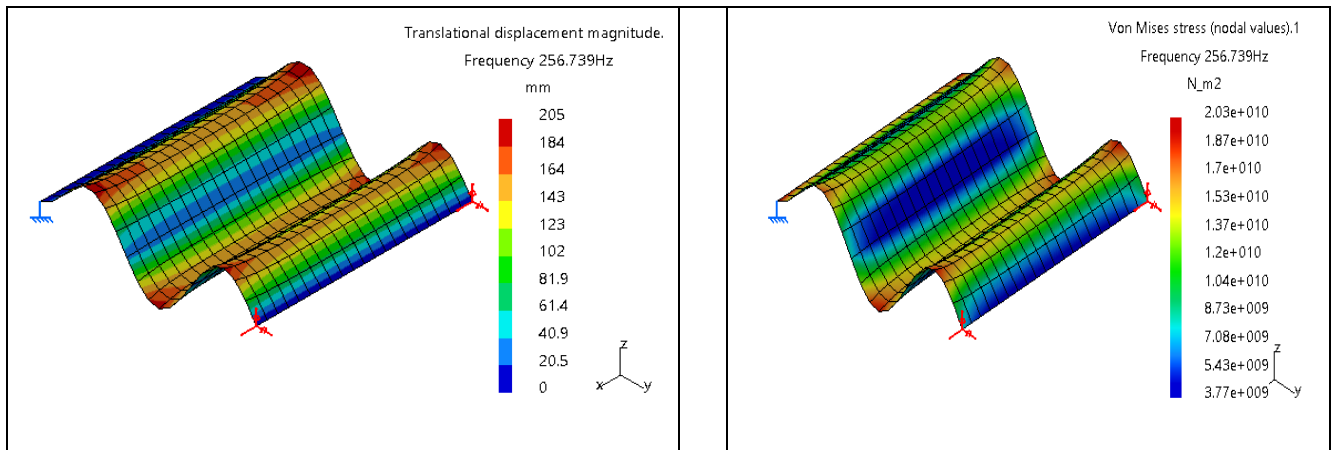 Translational displacement magnitude.
Frequency 256.739Hz
mm
205
184
164
143
123
102
81.9
61.4
40.9
20.5
0
z
x
y
Von Mises stress (nodal values).1
Frequency 256.739Hz
N_m2
2.03e+010
1.87e+010
1.7e+010
1.53e+010
1.37e+010
1.2e+010
1.04e+010
8.73e+009
7.08e+009
5.43e+009
3.77e+009
z
y